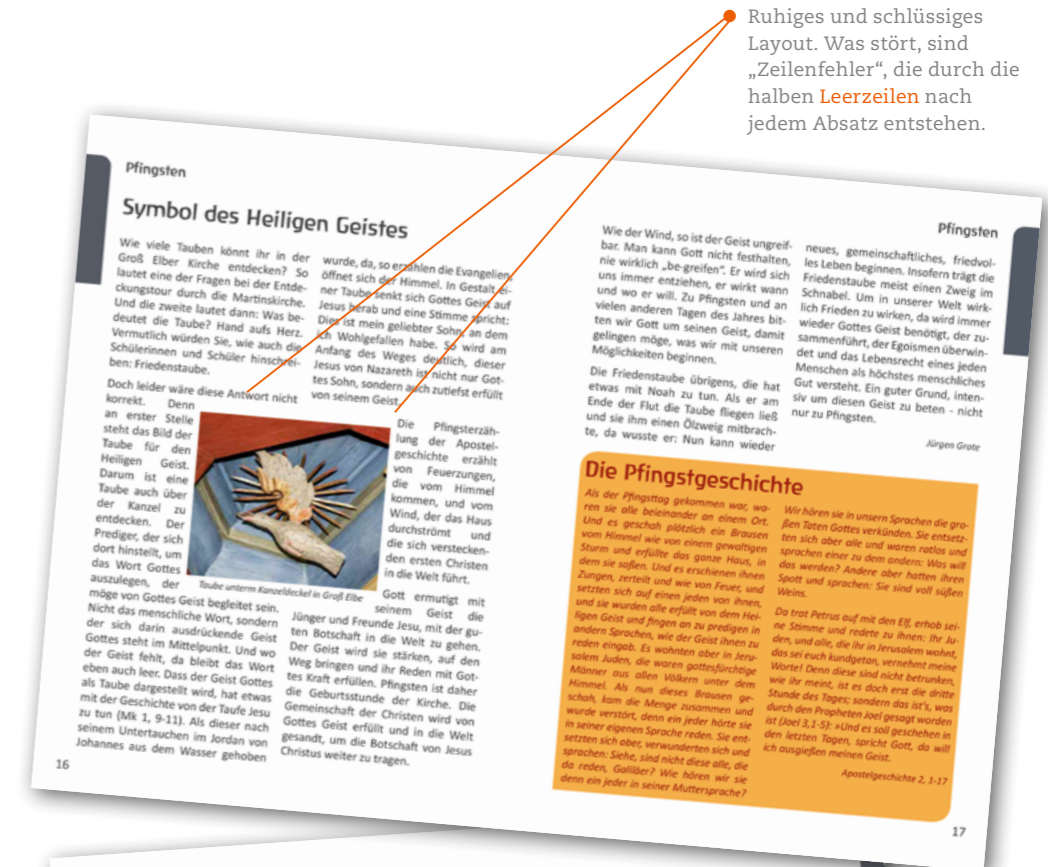 Ruhiges und schlüssiges
Layout. Was stört, sind
„Zeilenfehler“, die durch die
halben Leerzeilen nach
jedem Absatz entstehen.
Pfingsten
Symbol des Heiligen Geistes
Wie viele Tauben könnt ihr in der
Groß Elber Kirche entdecken? So
lautet eine der Fragen bei der Entde-
ckungstour durch die Martinskirche.
Und die zweite lautet dann: Was be-
deutet die Taube? Hand aufs Herz.
Vermutlich würden Sie, wie auch die
Schülerinnen und Schüler hinschrei-
ben: Friedenstaube.
Doch leider wäre diese Antwort nicht
korrekt. Denn
an erster Stelle
steht das Bild der
Taube für den
Heiligen Geist.
Darum ist eine
Taube auch über
der Kanzel zu
entdecken. Der
Prediger, der sich
dort hinstellt, um
das Wort Gottes
auszulegen, der
möge von Gottes Geist begleitet sein.
Nicht das menschliche Wort, sondern
der sich darin ausdrückende Geist
Gottes steht im Mittelpunkt. Und wo
der Geist fehlt, da bleibt das Wort
eben auch leer. Dass der Geist Gottes
als Taube dargestellt wird, hat etwas
mit der Geschichte von der Taufe Jesu
zu tun (Mk 1, 9-11). Als dieser nach
seinem Untertauchen im Jordan von
Johannes aus dem Wasser gehoben
wurde, da, so erzählen die Evangelien,
öffnet sich der Himmel. In Gestalt ei-
ner Taube senkt sich Gottes Geist auf
Jesus herab und eine Stimme spricht:
Dies ist mein geliebter Sohn, an dem
ich Wohlgefallen habe. So wird am
Anfang des Weges deutlich, dieser
Jesus von Nazareth ist nicht nur Got-
tes Sohn, sondern auch zutiefst erfüllt
von seinem Geist.
Die Pfingsterzäh-
lung der Apostel-
geschichte erzählt
von Feuerzungen,
die vom Himmel
kommen, und vom
Wind, der das Haus
durchströmt und
die sich verstecken-
den ersten Christen
in die Welt führt.
Gott ermutigt mit
seinem Geist die
Jünger und Freunde Jesu, mit der gu-
ten Botschaft in die Welt zu gehen.
Der Geist wird sie stärken, auf den
Weg bringen und ihr Reden mit Got-
tes Kraft erfüllen. Pfingsten ist daher
die Geburtsstunde der Kirche. Die
Gemeinschaft der Christen wird von
Gottes Geist erfüllt und in die Welt
gesandt, um die Botschaft von Jesus
Christus weiter zu tragen.
Taube unterm Kanzeldeckel in Groß Elbe
16
Pfingsten
Wie der Wind, so ist der Geist ungreif-
bar. Man kann Gott nicht festhalten,
nie wirklich „be-greifen“. Er wird sich
uns immer entziehen, er wirkt wann
und wo er will. Zu Pfingsten und an
vielen anderen Tagen des Jahres bit-
ten wir Gott um seinen Geist, damit
gelingen möge, was wir mit unseren
Möglichkeiten beginnen.
Die Friedenstaube übrigens, die hat
etwas mit Noah zu tun. Als er am
Ende der Flut die Taube fliegen ließ
und sie ihm einen Ölzweig mitbrach-
te, da wusste er: Nun kann wieder
neues, gemeinschaftliches, friedvol-
les Leben beginnen. Insofern trägt die
Friedenstaube meist einen Zweig im
Schnabel. Um in unserer Welt wirk-
lich Frieden zu wirken, da wird immer
wieder Gottes Geist benötigt, der zu-
sammenführt, der Egoismen überwin-
det und das Lebensrecht eines jeden
Menschen als höchstes menschliches
Gut versteht. Ein guter Grund, inten-
siv um diesen Geist zu beten - nicht
nur zu Pfingsten.
Jürgen Grote
Die Pfingstgeschichte
Als der Pfingsttag gekommen war, wa-
ren sie alle beieinander an einem Ort.
Und es geschah plötzlich ein Brausen
vom Himmel wie von einem gewaltigen
Sturm und erfüllte das ganze Haus, in
dem sie saßen. Und es erschienen ihnen
Zungen, zerteilt und wie von Feuer, und
setzten sich auf einen jeden von ihnen,
und sie wurden alle erfüllt von dem Hei-
ligen Geist und fingen an zu predigen in
andern Sprachen, wie der Geist ihnen zu
reden eingab. Es wohnten aber in Jeru-
salem Juden, die waren gottesfürchtige
Männer aus allen Völkern unter dem
Himmel. Als nun dieses Brausen ge-
schah, kam die Menge zusammen und
wurde verstört, denn ein jeder hörte sie
in seiner eigenen Sprache reden. Sie ent-
setzten sich aber, verwunderten sich und
sprachen: Siehe, sind nicht diese alle, die
da reden, Galiläer? Wie hören wir sie
denn ein jeder in seiner Muttersprache?
Wir hören sie in unsern Sprachen die gro-
ßen Taten Gottes verkünden. Sie entsetz-
ten sich aber alle und waren ratlos und
sprachen einer zu dem andern: Was will
das werden? Andere aber hatten ihren
Spott und sprachen: Sie sind voll süßen
Weins.
Da trat Petrus auf mit den Elf, erhob sei-
ne Stimme und redete zu ihnen: Ihr Ju-
den, und alle, die ihr in Jerusalem wohnt,
das sei euch kundgetan, vernehmt meine
Worte! Denn diese sind nicht betrunken,
wie ihr meint, ist es doch erst die dritte
Stunde des Tages; sondern das ist's, was
durch den Propheten Joel gesagt worden
ist (Joel 3,1-5): »Und es soll geschehen in
den letzten Tagen, spricht Gott, da will
ich ausgießen meinen Geist.
Apostelgeschichte 2, 1-17
17